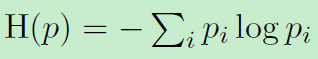 H(p) = − ∑ᵢ pᵢ log pᵢ